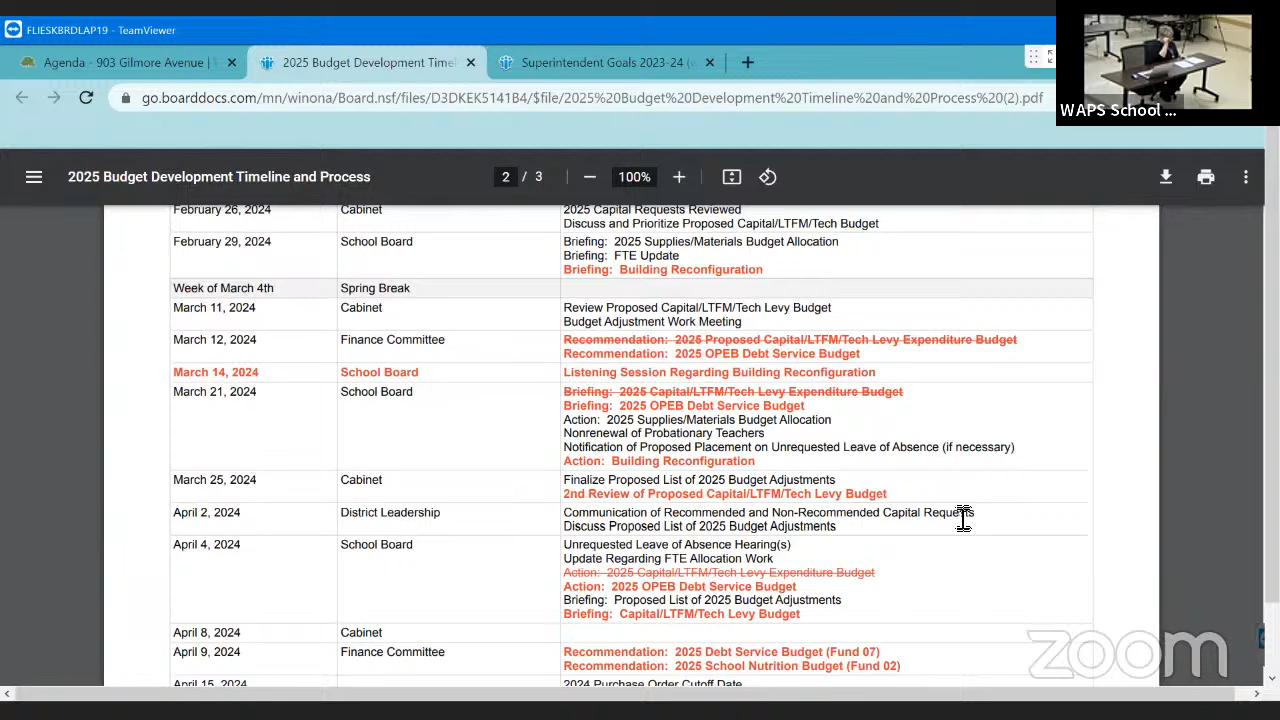 FLIESKBRDLAP19 - TeamViewer
Agenda - 903 Gilmore Avenue |
2025 Budget Development Timel
Superintendent Goals 2023-24 (
go.boarddocs.com/mn/winona/Board.nsf/files/D3DKEK5141B4/$file/2025%20Budget%20Development%20Timeline%20and%20Process%20(2).pdf
WAPS School ...
2025 Budget Development Timeline and Process
2 / 3
100%
February 26, 2024 Cabinet 2025 Capital Requests Reviewed
Discuss and Prioritize Proposed Capital/LTFM/Tech Budget
February 29, 2024 School Board Briefing: 2025 Supplies/Materials Budget Allocation
Briefing: FTE Update
Briefing: Building Reconfiguration
Week of March 4th Spring Break
March 11, 2024 Cabinet Review Proposed Capital/LTFM/Tech Levy Budget
Budget Adjustment Work Meeting
March 12, 2024 Finance Committee Recommendation: 2025 Proposed Capital/LTFM/Tech Levy Expenditure Budget
Recommendation: 2025 OPEB Debt Service Budget
March 14, 2024 School Board Listening Session Regarding Building Reconfiguration
March 21, 2024 School Board Briefing: 2025 Capital/LTFM/Tech Levy Expenditure Budget
Briefing: 2025 OPEB Debt Service Budget
Action: 2025 Supplies/Materials Budget Allocation
Nonrenewal of Probationary Teachers
Notification of Proposed Placement on Unrequested Leave of Absence (if necessary)
Action: Building Reconfiguration
March 25, 2024 Cabinet Finalize Proposed List of 2025 Budget Adjustments
2nd Review of Proposed Capital/LTFM/Tech Levy Budget
April 2, 2024 District Leadership Communication of Recommended and Non-Recommended Capital Requests
Discuss Proposed List of 2025 Budget Adjustments
April 4, 2024 School Board Unrequested Leave of Absence Hearing(s)
Update Regarding FTE Allocation Work
Action: 2025 Capital/LTFM/Tech Levy Expenditure Budget
Action: 2025 OPEB Debt Service Budget
Briefing: Proposed List of 2025 Budget Adjustments
Briefing: Capital/LTFM/Tech Levy Budget
April 8, 2024 Cabinet
April 9, 2024 Finance Committee Recommendation: 2025 Debt Service Budget (Fund 07)
Recommendation: 2025 School Nutrition Budget (Fund 02)
April 15, 2024 2024 Purchase Order Cutoff Date
zoom